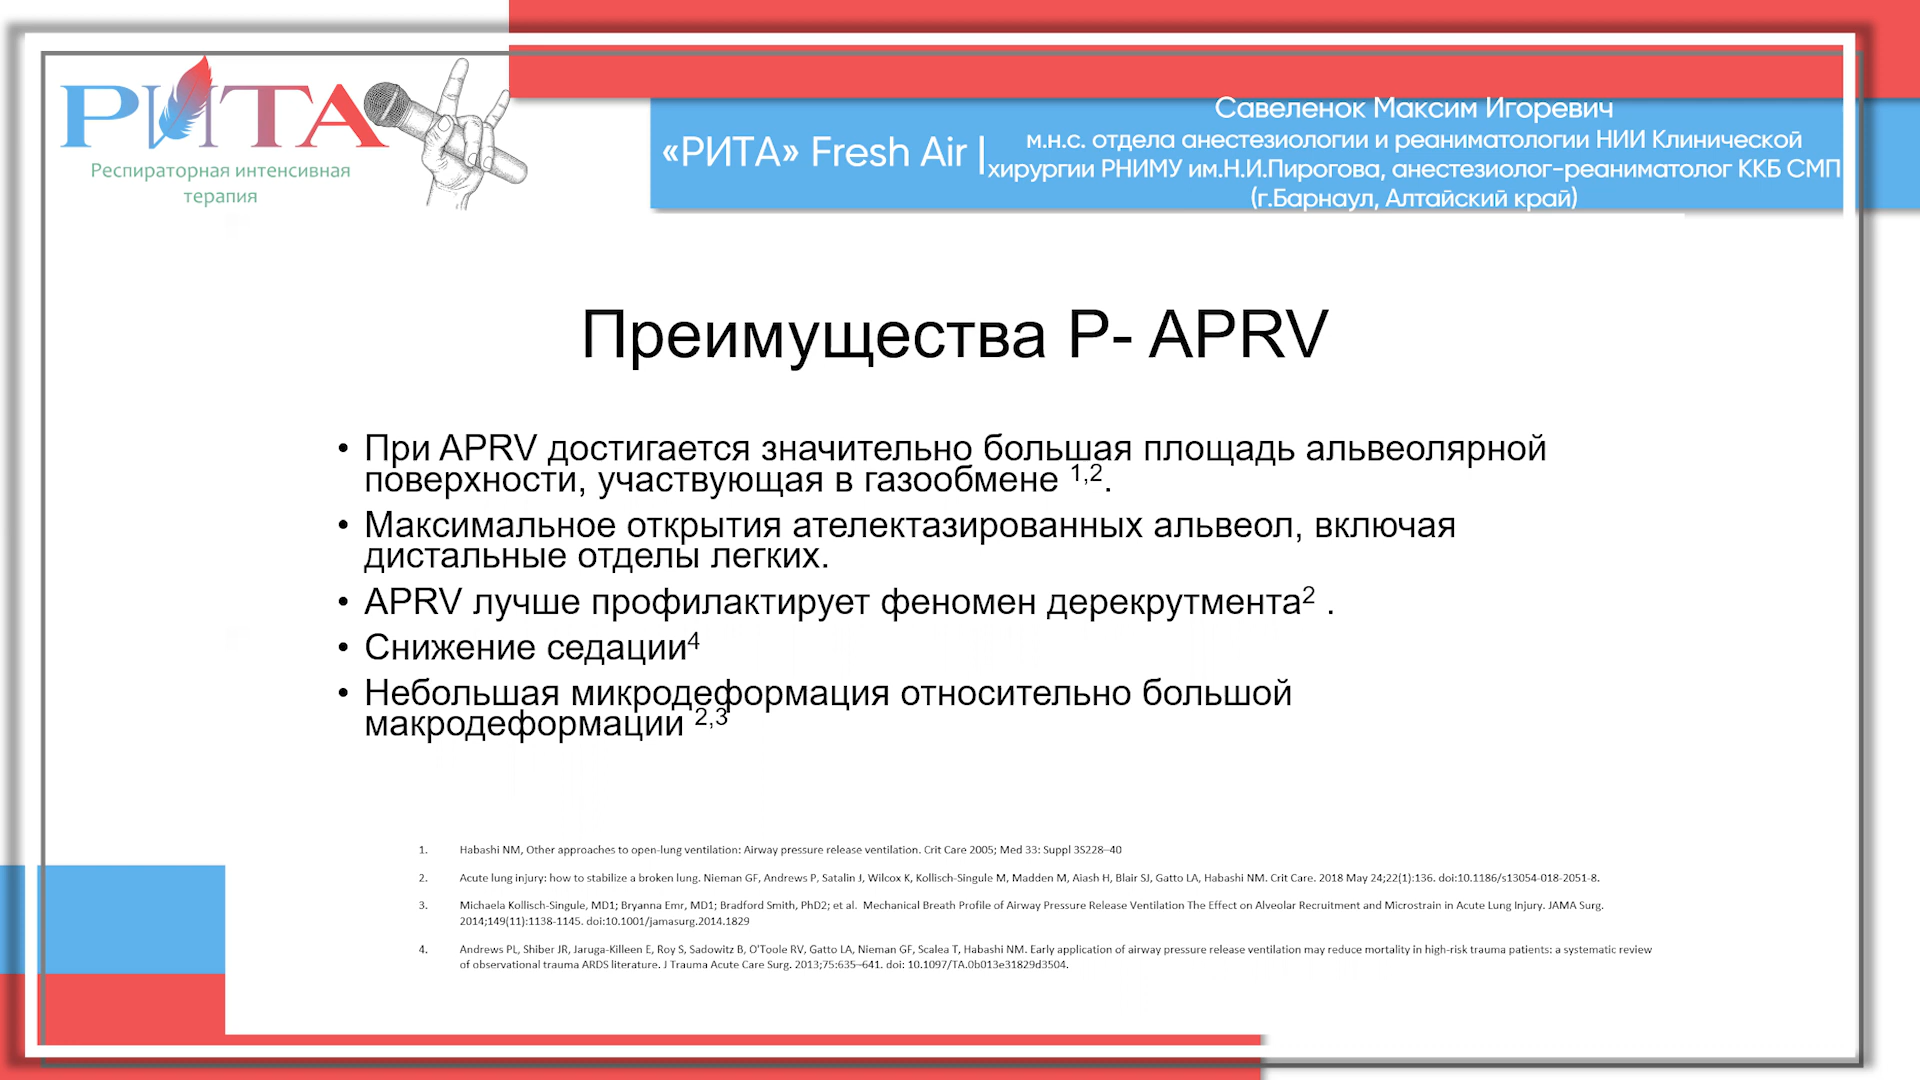 РИТА
Респираторная интенсивная
терапия
«РИТА» Fresh Air |
Савеленок Максим Игоревич
м.н.с. отдела анестезиологии и реаниматологии НИИ Клинической
хирургии РНИМУ им.Н.И.Пирогова, анестезиолог-реаниматолог ККБ СМП
(г.Барнаул, Алтайский край)
Преимущества P- APRV
• При APRV достигается значительно большая площадь альвеолярной
поверхности, участвующая в газообмене 1,2.
• Максимальное открытия ателектазированных альвеол, включая
дистальные отделы легких.
• APRV лучше профилактирует феномен дерекрутмента2 .
• Снижение седации4
• Небольшая микродеформация относительно большой
макродеформации 2,3
1. Habashi NM, Other approaches to open-lung ventilation: Airway pressure release ventilation. Crit Care 2005; Med 33: Suppl 3S228–40
2. Acute lung injury: how to stabilize a broken lung. Nieman GF, Andrews P, Satalin J, Wilcox K, Kollisch-Singule M, Madden M, Aiash H, Blair SJ, Gatto LA, Habashi NM. Crit Care. 2018 May 24;22(1):136. doi:10.1186/s13054-018-2051-8.
3. Michaela Kollisch-Singule, MD1; Bryanna Emr, MD1; Bradford Smith, PhD2; et al. Mechanical Breath Profile of Airway Pressure Release Ventilation The Effect on Alveolar Recruitment and Microstrain in Acute Lung Injury. JAMA Surg.
2014;149(11):1138-1145. doi:10.1001/jamasurg.2014.1829
4. Andrews PL, Shiber JR, Jaruga-Killeen E, Roy S, Sadowitz B, O'Toole RV, Gatto LA, Nieman GF, Scalea T, Habashi NM. Early application of airway pressure release ventilation may reduce mortality in high-risk trauma patients: a systematic review
of observational trauma ARDS literature. J Trauma Acute Care Surg. 2013;75:635–641. doi: 10.1097/TA.0b013e31829d3504.